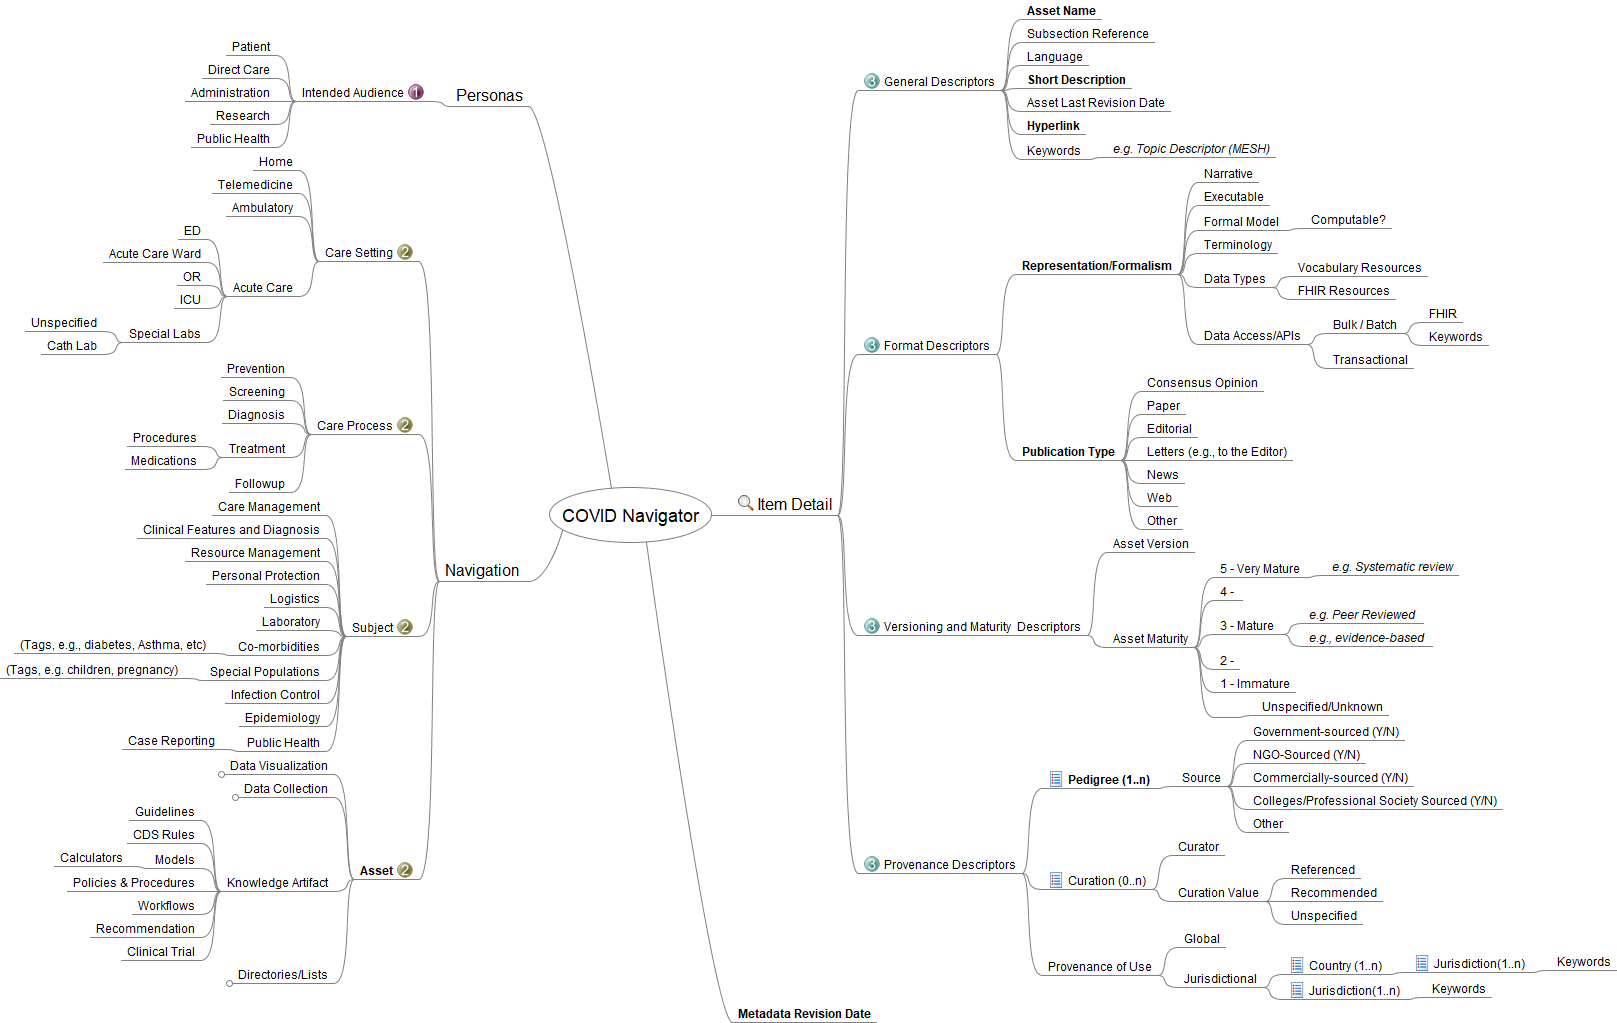 COVID Navigator
Personas
Intended Audience 1
Patient
Direct Care
Administration
Research
Public Health
Navigation
Care Setting 2
Home
Telemedicine
Ambulatory
Acute Care
ED
Acute Care Ward
OR
ICU
Special Labs
Unspecified
Cath Lab
Care Process 2
Prevention
Screening
Diagnosis
Treatment
Procedures
Medications
Followup
Subject 2
Care Management
Clinical Features and Diagnosis
Resource Management
Personal Protection
Logistics
Laboratory
Co-morbidities
(Tags, e.g., diabetes, Asthma, etc)
Special Populations
(Tags, e.g. children, pregnancy)
Infection Control
Epidemiology
Public Health
Case Reporting
Asset 2
Data Visualization
Data Collection
Knowledge Artifact
Guidelines
CDS Rules
Models
Calculators
Policies & Procedures
Workflows
Recommendation
Clinical Trial
Directories/Lists
Item Detail
3 General Descriptors
Asset Name
Subsection Reference
Language
Short Description
Asset Last Revision Date
Hyperlink
Keywords
e.g. Topic Descriptor (MESH)
3 Format Descriptors
Representation/Formalism
Narrative
Executable
Formal Model
Computable?
Terminology
Data Types
Vocabulary Resources
FHIR Resources
Data Access/APIs
Bulk / Batch
FHIR
Keywords
Transactional
Publication Type
Consensus Opinion
Paper
Editorial
Letters (e.g., to the Editor)
News
Web
Other
3 Versioning and Maturity Descriptors
Asset Version
Asset Maturity
5 - Very Mature
e.g. Systematic review
4 -
3 - Mature
e.g. Peer Reviewed
e.g., evidence-based
2 -
1 - Immature
Unspecified/Unknown
3 Provenance Descriptors
Pedigree (1..n)
Source
Government-sourced (Y/N)
NGO-Sourced (Y/N)
Commercially-sourced (Y/N)
Colleges/Professional Society Sourced (Y/N)
Other
Curation (0..n)
Curator
Curation Value
Referenced
Recommended
Unspecified
Provenance of Use
Global
Jurisdictional
Country (1..n)
Jurisdiction(1..n)
Keywords
Jurisdiction(1..n)
Keywords
Metadata Revision Date